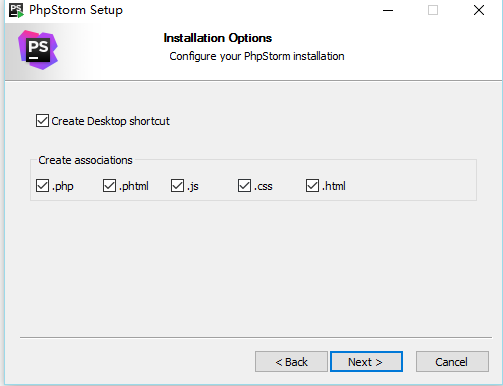 PS PhpStorm Setup
PS
Installation Options
Configure your PhpStorm installation
Create Desktop shortcut
Create associations
.php .phtml .js .css .html
< Back Next > Cancel